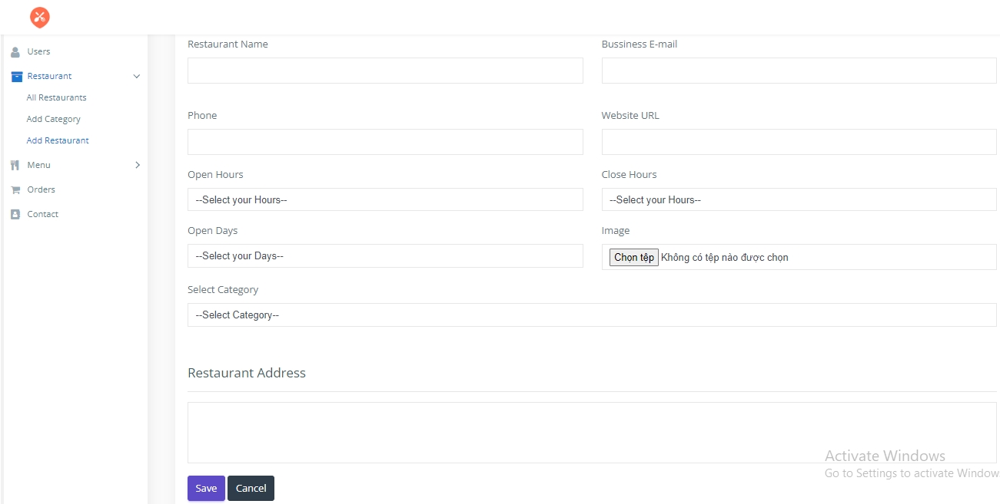 Users
Restaurant
All Restaurants
Add Category
Add Restaurant
Menu
Orders
Contact
Restaurant Name
Bussiness E-mail
Phone
Website URL
Open Hours
Close Hours
--Select your Hours--
--Select your Hours--
Open Days
Image
--Select your Days--
Chọn tệp Không có tệp nào được chọn
Select Category
--Select Category--
Restaurant Address
Save
Cancel
Activate Windows
Go to Settings to activate Window